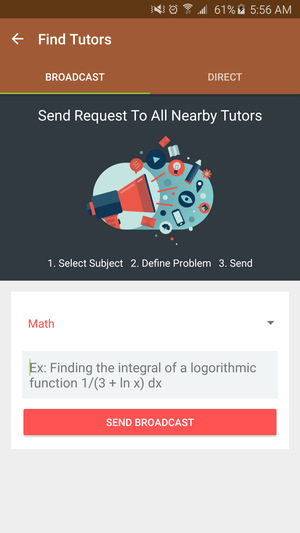 61% 5:56 AM
Find Tutors
BROADCAST DIRECT
Send Request To All Nearby Tutors
1. Select Subject 2. Define Problem 3. Send
Math
Ex: Finding the integral of a logorithmic
function 1/(3 + ln x) dx
SEND BROADCAST